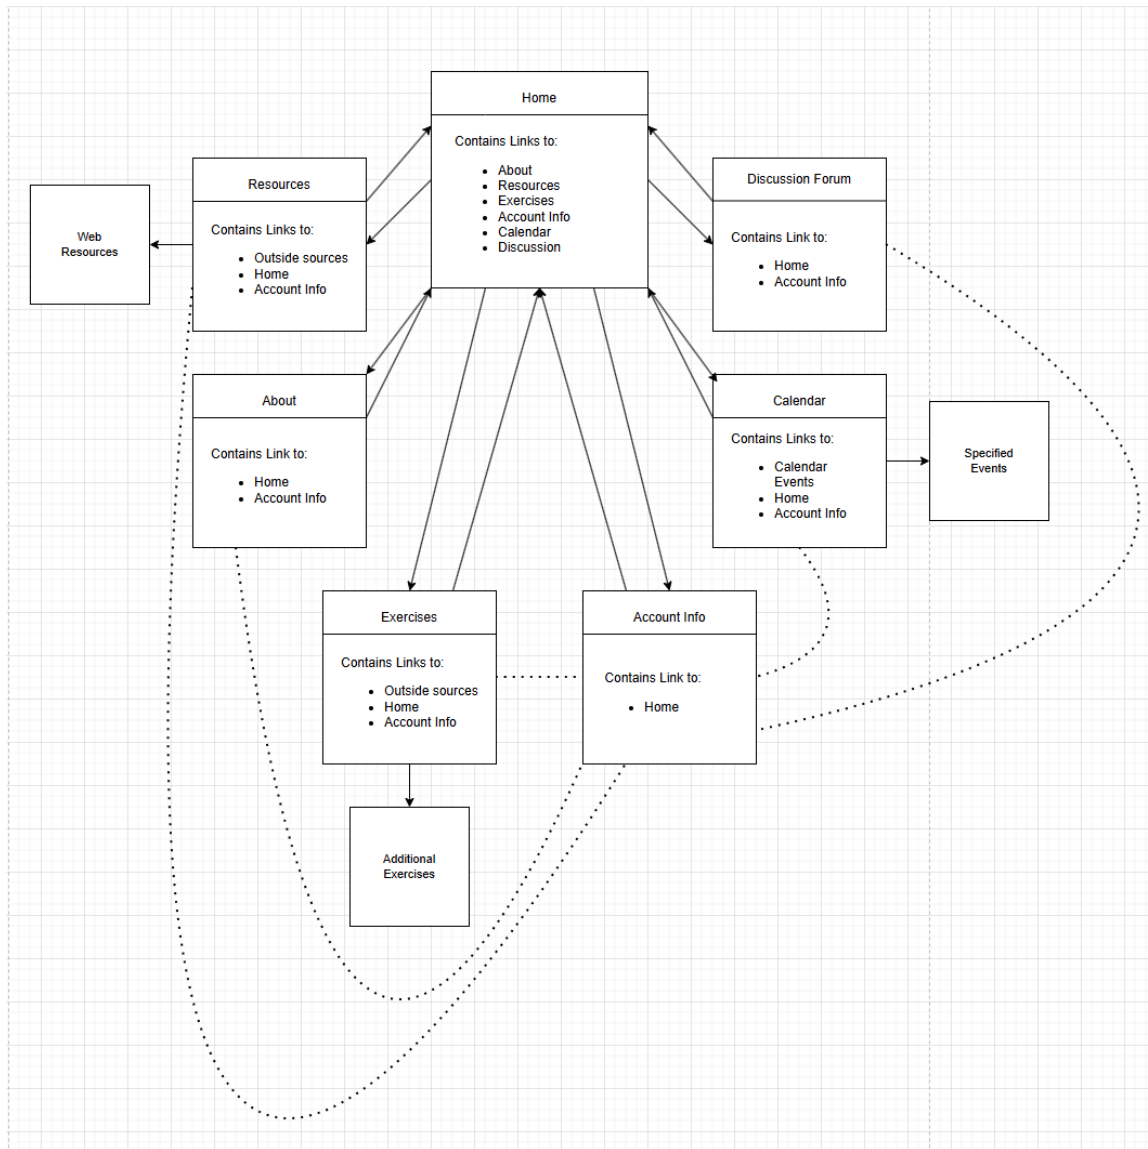 Home
Contains Links to:
About
Resources
Exercises
Account Info
Calendar
Discussion
Resources
Contains Links to:
Outside sources
Home
Account Info
Web
Resources
Discussion Forum
Contains Link to:
Home
Account Info
About
Contains Link to:
Home
Account Info
Calendar
Contains Links to:
Calendar
Events
Home
Account Info
Specified
Events
Exercises
Contains Links to:
Outside sources
Home
Account Info
Account Info
Contains Link to:
Home
Additional
Exercises